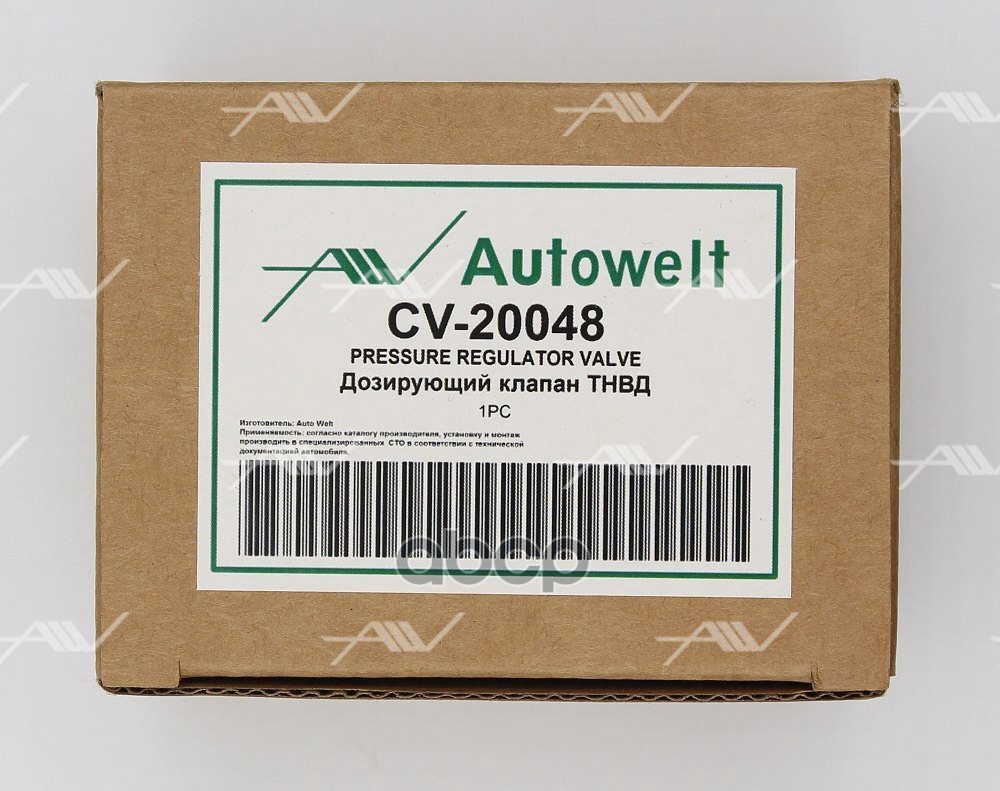 Autowelt
CV-20048
PRESSURE REGULATOR VALVE
Дозирующий клапан ТНВД
1PC
Изготовитель: Auto Welt
Применяемость: согласно каталогу производителя, установку и монтаж
производить в специализированных СТО в соответствии с технической
документацией автомобиля.
abcp